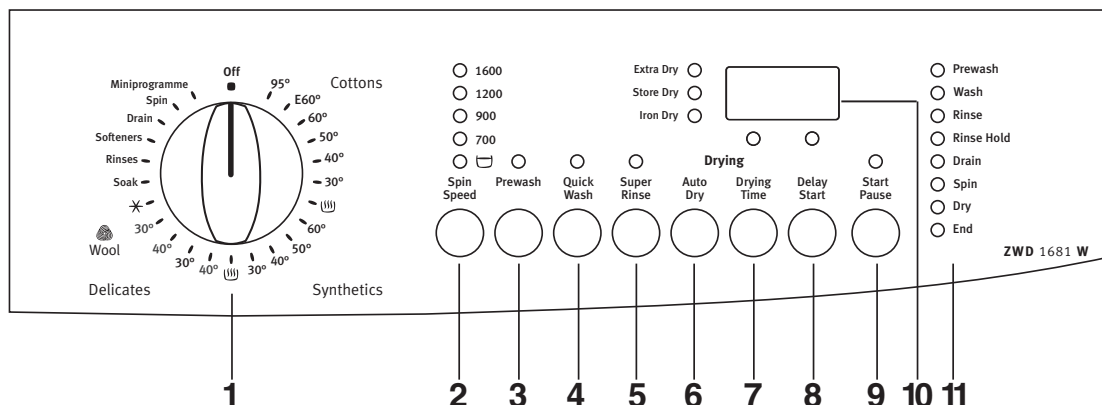 Off
Cottons
95°
E60°
60°
50°
40°
30°
60°
50°
40°
30°
Synthetics
40°
30°
Delicates
40°
30°
Wool
Soak
Rinses
Softeners
Drain
Spin
Miniprogramme
1600
1200
900
700
Spin
Speed
Prewash
Quick
Wash
Super
Rinse
Extra Dry
Store Dry
Iron Dry
Drying
Auto
Dry
Drying
Time
Delay
Start
Start
Pause
Prewash
Wash
Rinse
Rinse Hold
Drain
Spin
Dry
End
ZWD 1681 W
1 2 3 4 5 6 7 8 9 10 11